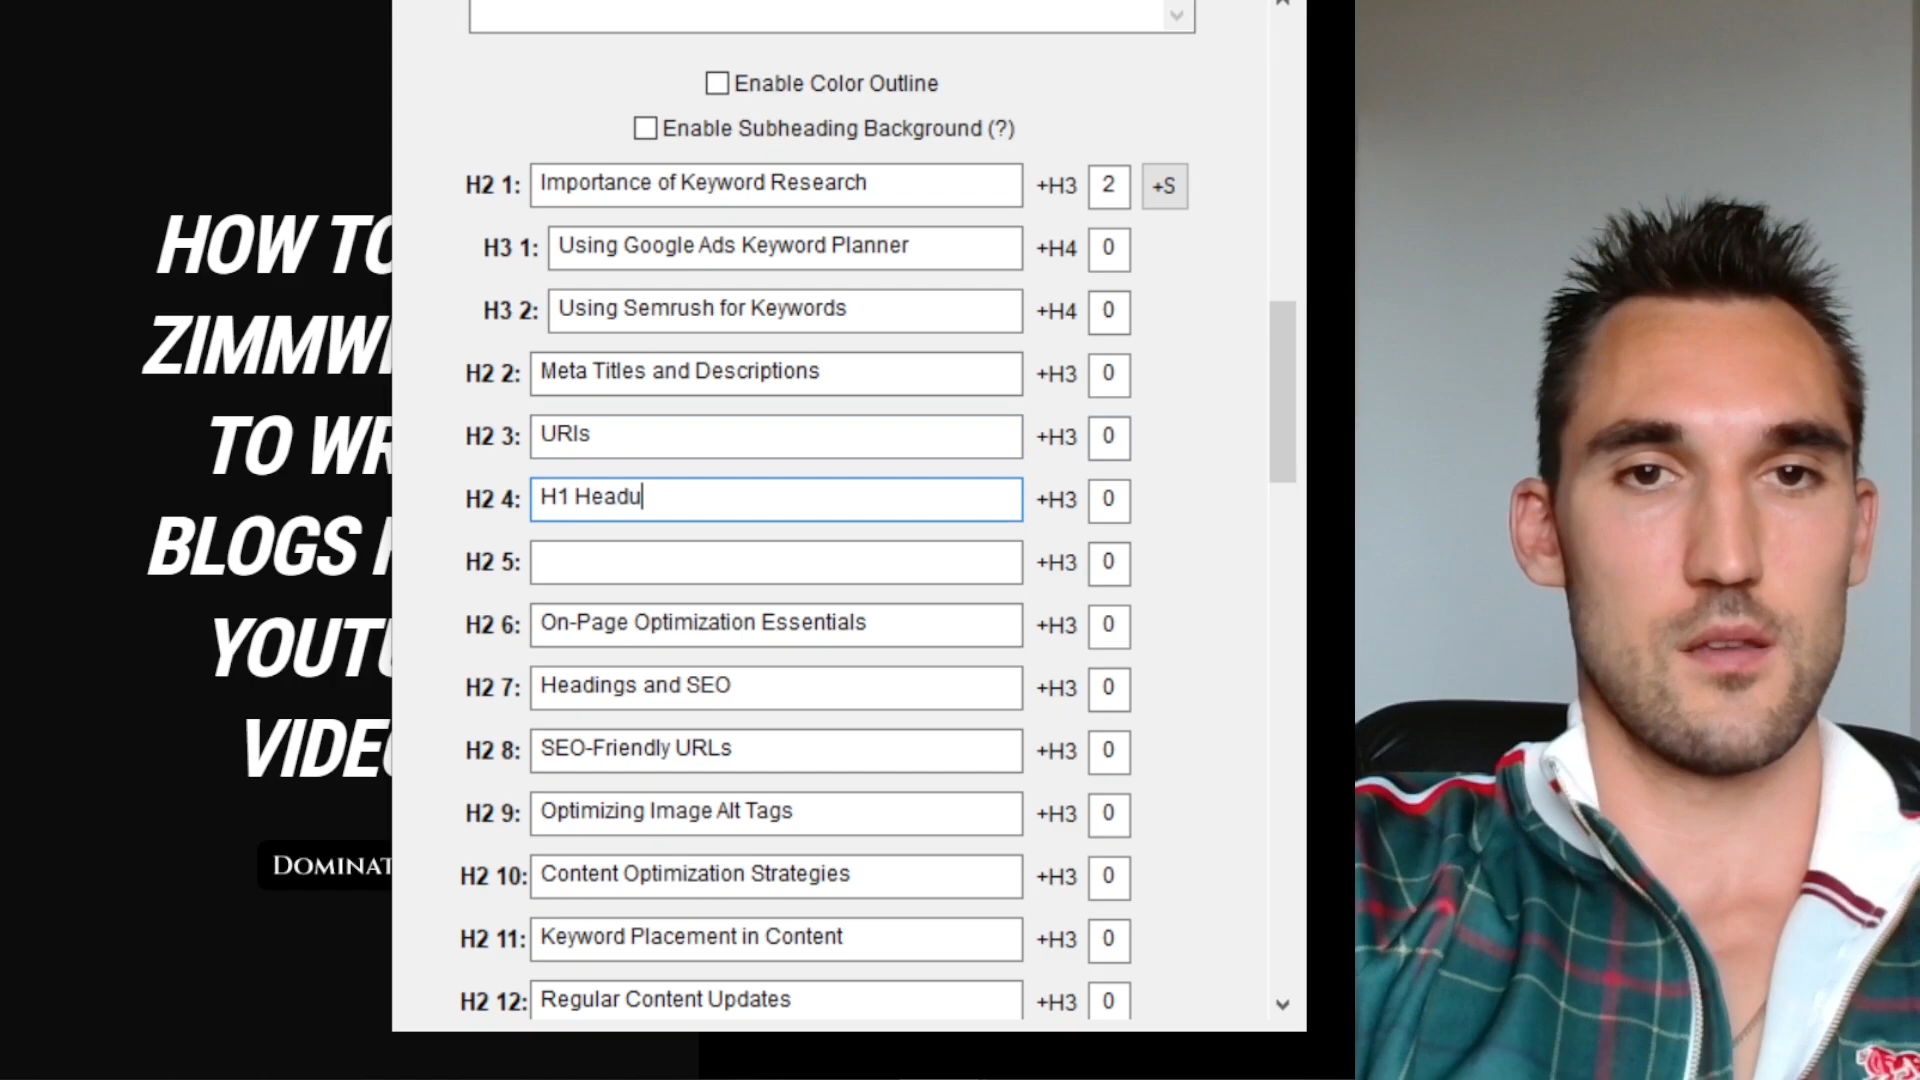 HOW TO
ZIMMW
TO WR
BLOGS
YOUTU
VIDEO
DOMINAT
Enable Color Outline
Enable Subheading Background (?)
H2 1: Importance of Keyword Research +H3 2 +S
H3 1: Using Google Ads Keyword Planner +H4 0
H3 2: Using Semrush for Keywords +H4 0
H2 2: Meta Titles and Descriptions +H3 0
H2 3: URls +H3 0
H2 4: H1 Headu +H3 0
H2 5: +H3 0
H2 6: On-Page Optimization Essentials +H3 0
H2 7: Headings and SEO +H3 0
H2 8: SEO-Friendly URLs +H3 0
H2 9: Optimizing Image Alt Tags +H3 0
H2 10: Content Optimization Strategies +H3 0
H2 11: Keyword Placement in Content +H3 0
H2 12: Regular Content Updates +H3 0